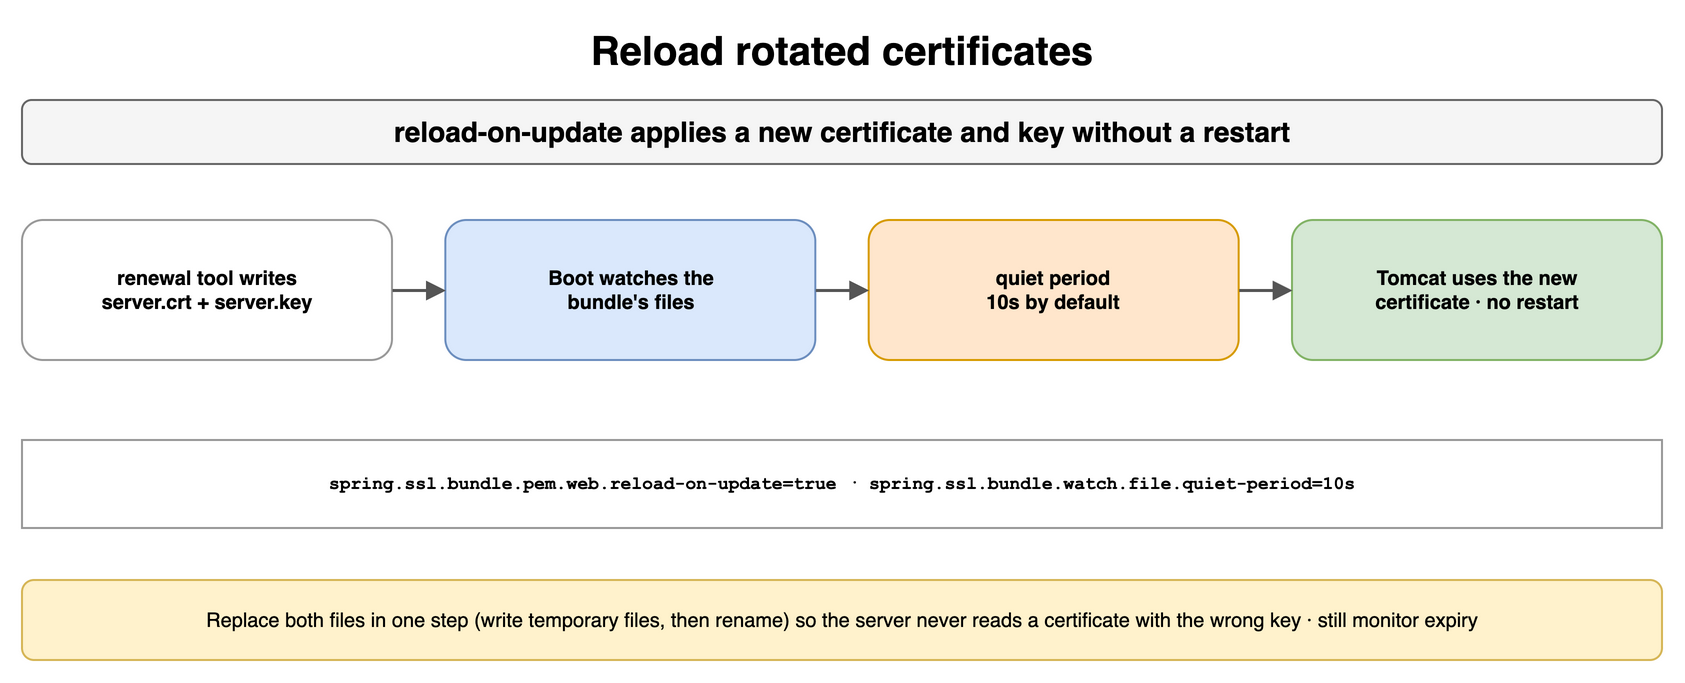 Reload rotated certificates
reload-on-update applies a new certificate and key without a restart
renewal tool writes
server.crt + server.key
Boot watches the
bundle's files
quiet period
10s by default
Tomcat uses the new
certificate · no restart
spring.ssl.bundle.pem.web.reload-on-update=true · spring.ssl.bundle.watch.file.quiet-period=10s
Replace both files in one step (write temporary files, then rename) so the server never reads a certificate with the wrong key · still monitor expiry